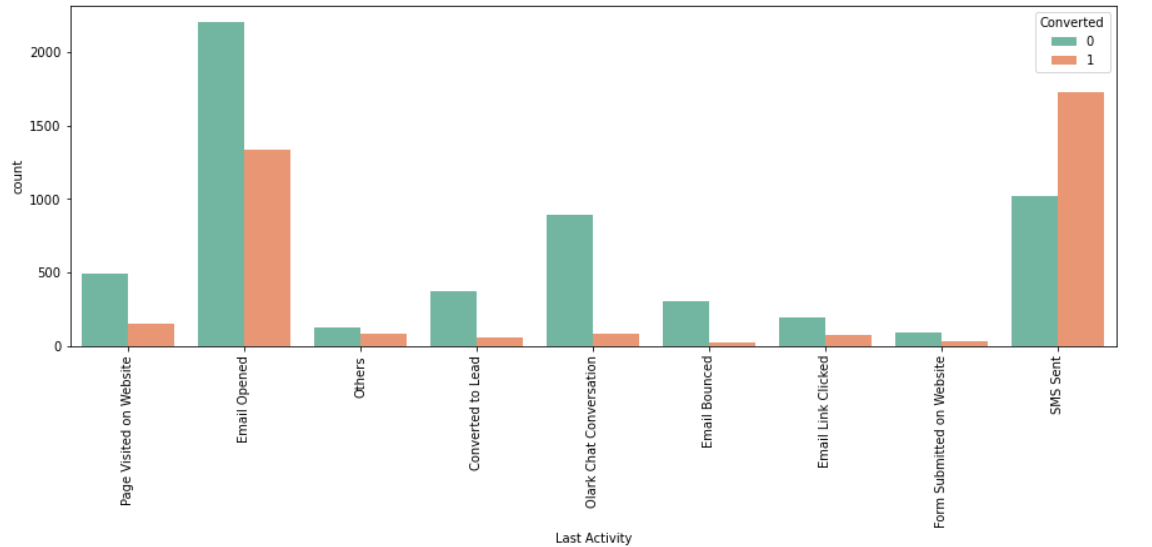 Converted
0
1
2000
1500
1000
500
0
count
Page Visited on Website
Email Opened
Others
Converted to Lead
Olark Chat Conversation
Email Bounced
Email Link Clicked
Form Submitted on Website
SMS Sent
Last Activity